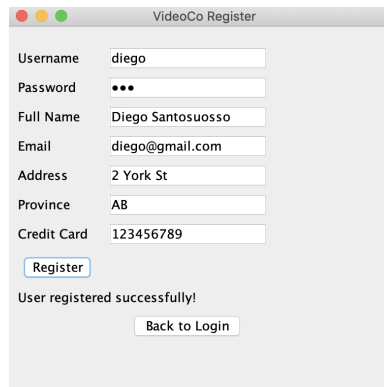 VideoCo Register
Username diego
Password •••
Full Name Diego Santosuosso
Email diego@gmail.com
Address 2 York St
Province AB
Credit Card 123456789
Register
User registered successfully!
Back to Login